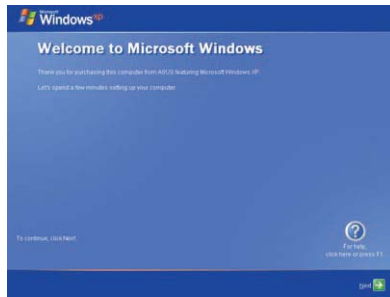 Microsoft
Windows xp
Welcome to Microsoft Windows
Thank you for purchasing this computer from ASUS featuring Microsoft Windows XP.
Let's spend a few minutes setting up your computer.
To continue, click Next.
For help,
click here or press F1.
Next